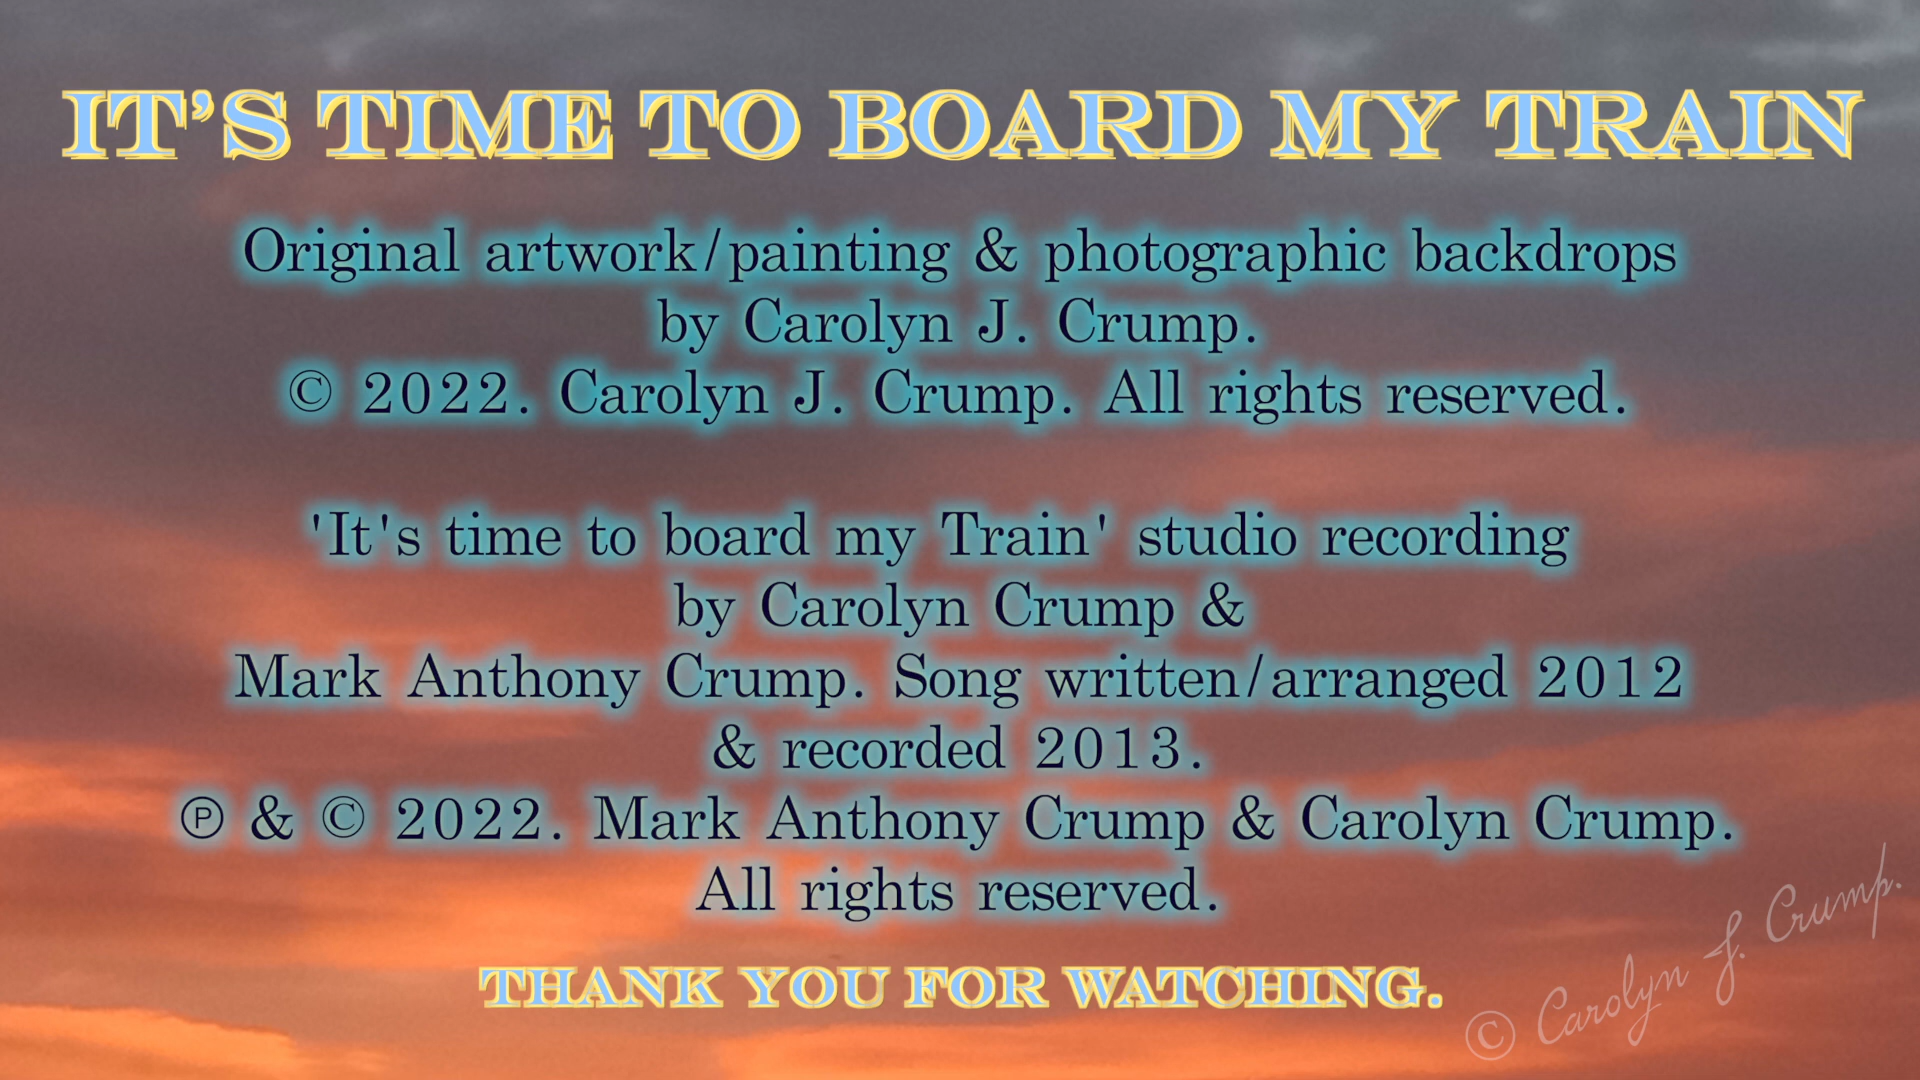 IT’S TIME TO BOARD MY TRAIN
Original artwork/painting & photographic backdrops
by Carolyn J. Crump.
© 2022. Carolyn J. Crump. All rights reserved.
'It's time to board my Train' studio recording
by Carolyn Crump &
Mark Anthony Crump. Song written/arranged 2012
& recorded 2013.
℗ & © 2022. Mark Anthony Crump & Carolyn Crump.
All rights reserved.
THANK YOU FOR WATCHING.
© Carolyn J. Crump.